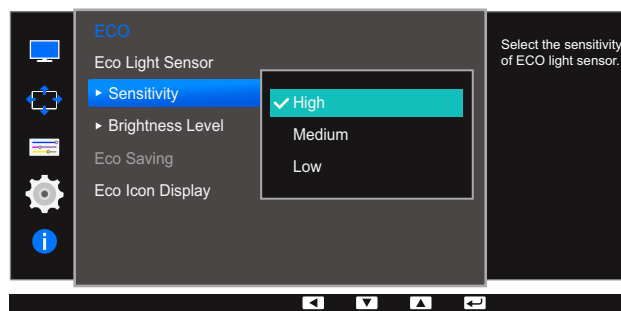 ECO
Eco Light Sensor
Sensitivity
Brightness Level
Eco Saving
Eco Icon Display
High
Medium
Low
Select the sensitivity
of ECO light sensor.